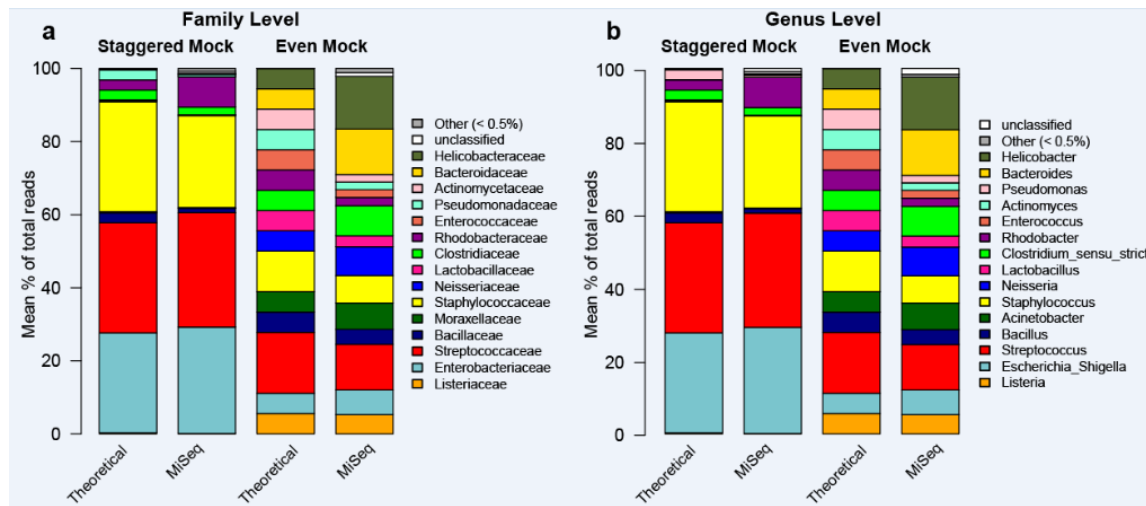 a
Family Level
Staggered Mock Even Mock
Mean % of total reads
100
80
60
40
20
0
Theoretical
MiSeq
Theoretical
MiSeq
Other (< 0.5%)
unclassified
Helicobacteraceae
Bacteroidaceae
Actinomycetaceae
Pseudomonadaceae
Enterococcaceae
Rhodobacteraceae
Clostridiaceae
Lactobacillaceae
Neisseriaceae
Staphylococcaceae
Moraxellaceae
Bacillaceae
Streptococcaceae
Enterobacteriaceae
Listeriaceae
b
Genus Level
Staggered Mock Even Mock
Mean % of total reads
100
80
60
40
20
0
Theoretical
MiSeq
Theoretical
MiSeq
unclassified
Other (< 0.5%)
Helicobacter
Bacteroides
Pseudomonas
Actinomyces
Enterococcus
Rhodobacter
Clostridium_sensu_strict
Lactobacillus
Neisseria
Staphylococcus
Acinetobacter
Bacillus
Streptococcus
Escherichia_Shigella
Listeria